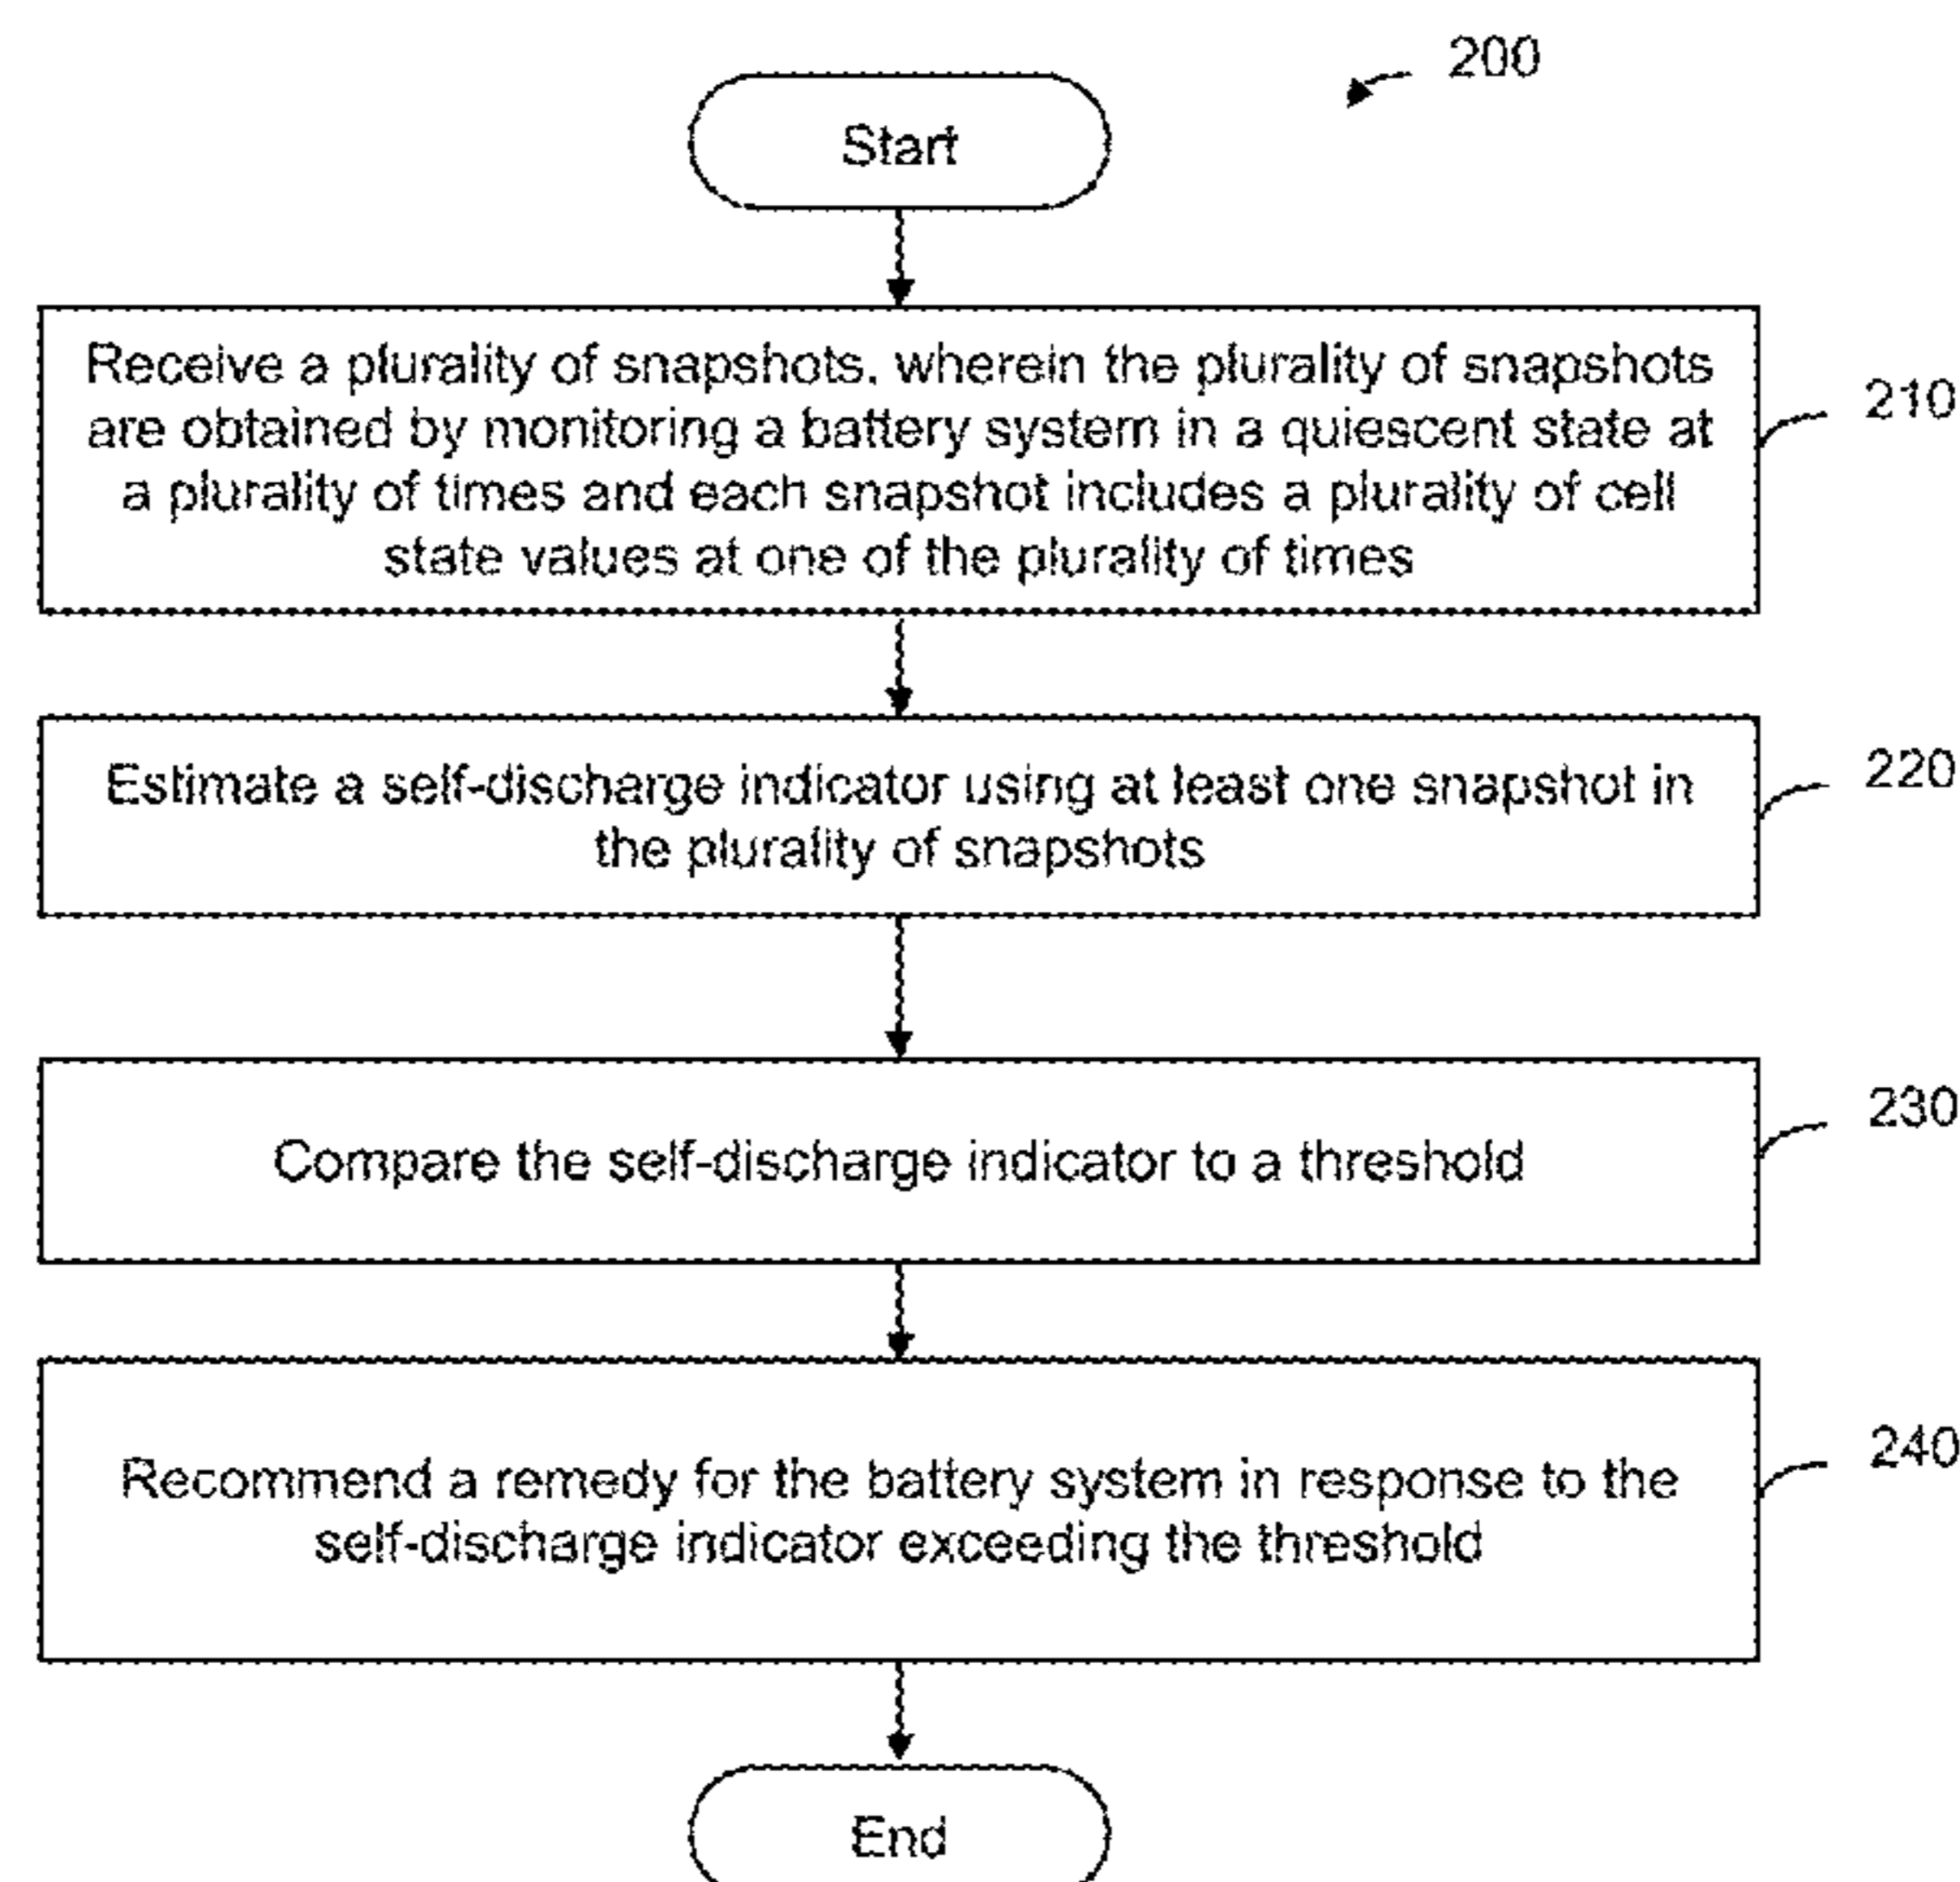 200
Start
Receive a plurality of snapshots, wherein the plurality of snapshots
are obtained by monitoring a battery system in a quiescent state at
a plurality of times and each snapshot includes a plurality of cell
state values at one of the plurality of times
210
Estimate a self-discharge indicator using at least one snapshot in
the plurality of snapshots
220
Compare the self-discharge indicator to a threshold
230
Recommend a remedy for the battery system in response to the
self-discharge indicator exceeding the threshold
240
End